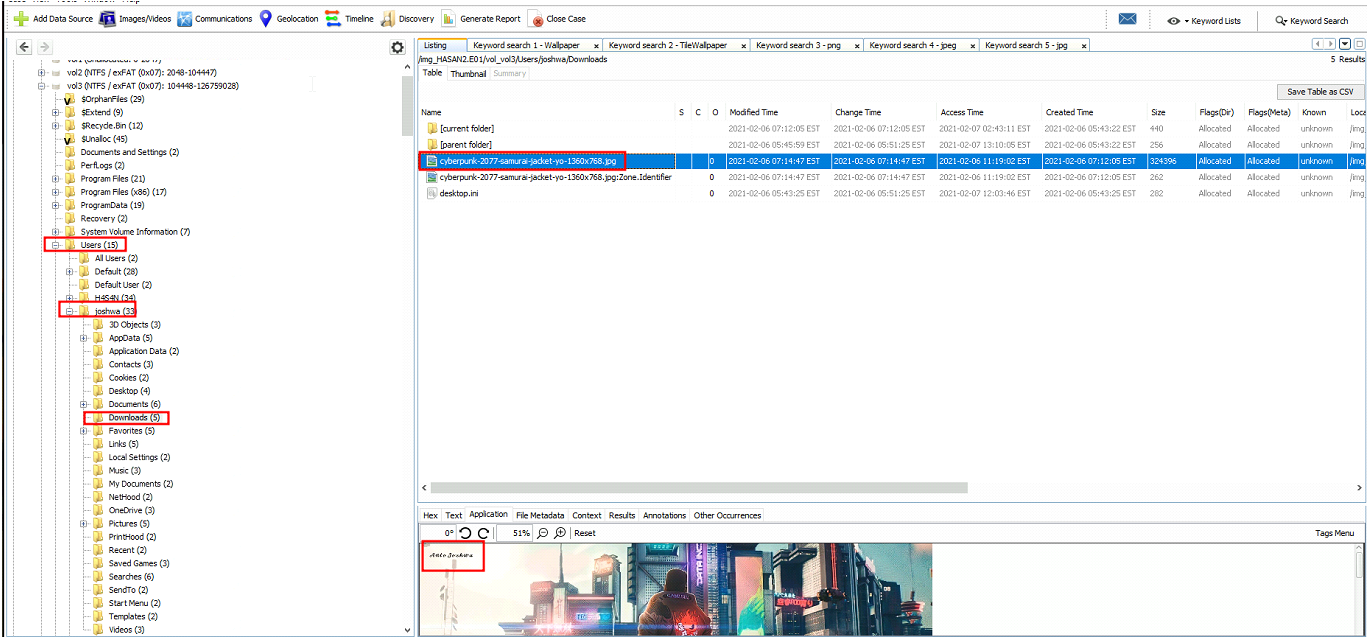 Add Data Source Images/Videos Communications Geolocation Timeline Discovery Generate Report Close Case Keyword Lists Keyword Search
vol2 (NTFS / exFAT (0x07): 2048-104447)
vol3 (NTFS / exFAT (0x07): 104448-126759028)
$OrphanFiles (29)
$Extend (9)
$Recycle.Bin (12)
$Unalloc (45)
Documents and Settings (2)
PerfLogs (2)
Program Files (21)
Program Files (x86) (17)
ProgramData (19)
Recovery (2)
System Volume Information (7)
Users (15)
All Users (2)
Default (28)
Default User (2)
H4S4N (34)
joshwa (33)
3D Objects (3)
AppData (5)
Application Data (2)
Contacts (3)
Cookies (2)
Desktop (4)
Documents (6)
Downloads (5)
Favorites (5)
Links (5)
Local Settings (2)
Music (3)
My Documents (2)
NetHood (2)
OneDrive (3)
Pictures (5)
PrintHood (2)
Recent (2)
Saved Games (3)
Searches (6)
SendTo (2)
Start Menu (2)
Templates (2)
Videos (3)
Listing Keyword search 1 - Wallpaper x Keyword search 2 - TileWallpaper x Keyword search 3 - png x Keyword search 4 - jpeg x Keyword search 5 - jpg x
/img_HASAN2.E01/vol_vol3/Users/joshwa/Downloads 5 Results
Table Thumbnail Summary
Save Table as CSV
Name S C O Modified Time Change Time Access Time Created Time Size Flags(Dir) Flags(Meta) Known Loca
[current folder] 2021-02-06 07:12:05 EST 2021-02-06 07:12:05 EST 2021-02-07 02:43:11 EST 2021-02-06 05:43:22 EST 440 Allocated Allocated unknown /img_
[parent folder] 2021-02-06 05:45:59 EST 2021-02-06 05:51:25 EST 2021-02-07 13:10:05 EST 2021-02-06 05:43:22 EST 256 Allocated Allocated unknown /img_
cyberpunk-2077-samurai-jacket-yo-1360x768.jpg 0 2021-02-06 07:14:47 EST 2021-02-06 07:14:47 EST 2021-02-06 11:19:02 EST 2021-02-06 07:12:05 EST 324396 Allocated Allocated unknown /img_
cyberpunk-2077-samurai-jacket-yo-1360x768.jpg:Zone.Identifier 0 2021-02-06 07:14:47 EST 2021-02-06 07:14:47 EST 2021-02-06 11:19:02 EST 2021-02-06 07:12:05 EST 262 Allocated Allocated unknown /img_
desktop.ini 0 2021-02-06 05:43:25 EST 2021-02-06 05:51:25 EST 2021-02-07 12:03:46 EST 2021-02-06 05:43:25 EST 282 Allocated Allocated unknown /img_
Hex Text Application File Metadata Context Results Annotations Other Occurrences
0° 51% Reset Tags Menu
Joshwa